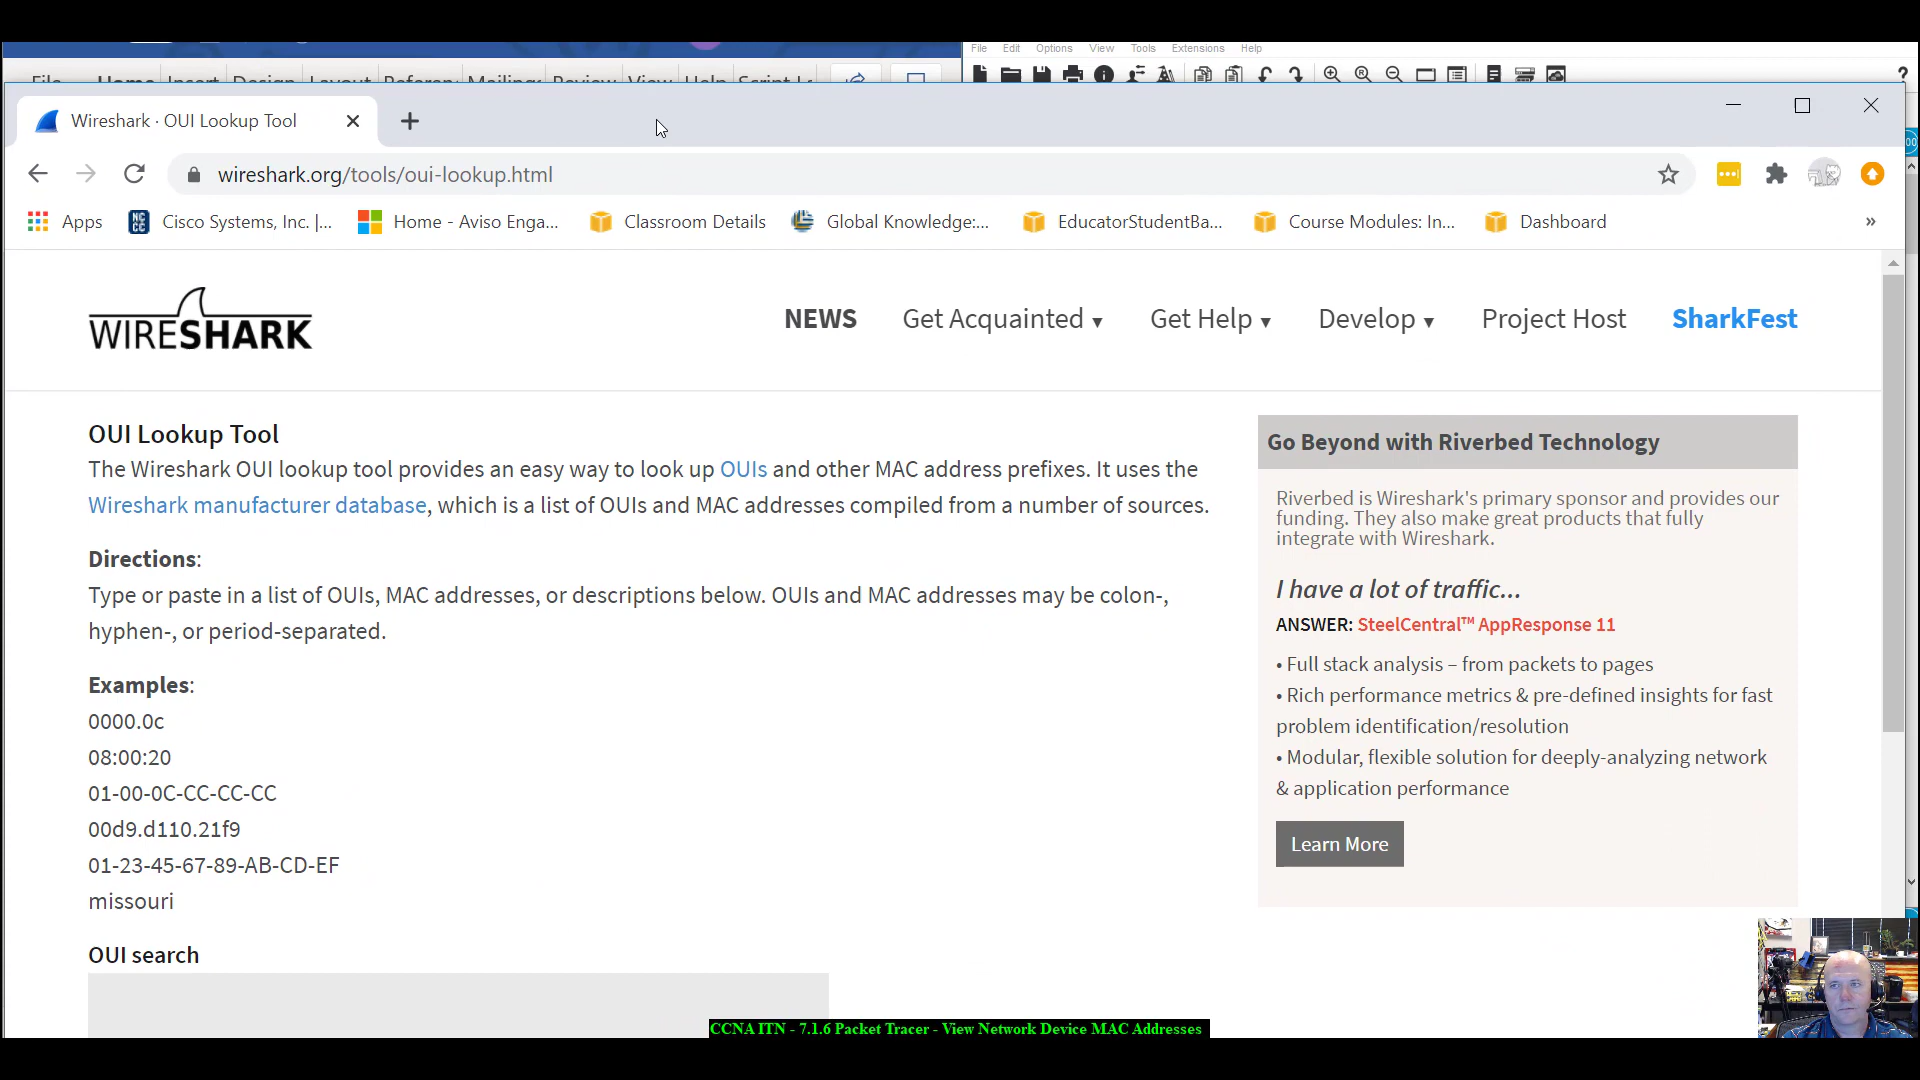 File Edit Options View Tools Extensions Help
File Home Insert Design Layout Mailings Review View Help
Wireshark · OUI Lookup Tool
wireshark.org/tools/oui-lookup.html
Apps Cisco Systems, Inc. |... Home - Aviso Enga... Classroom Details Global Knowledge:... EducatorStudentBa... Course Modules: In... Dashboard »
WIRESHARK
NEWS Get Acquainted ▾ Get Help ▾ Develop ▾ Project Host SharkFest
OUI Lookup Tool
The Wireshark OUI lookup tool provides an easy way to look up OUIs and other MAC address prefixes. It uses the
Wireshark manufacturer database, which is a list of OUIs and MAC addresses compiled from a number of sources.
Directions:
Type or paste in a list of OUIs, MAC addresses, or descriptions below. OUIs and MAC addresses may be colon-,
hyphen-, or period-separated.
Examples:
0000.0c
08:00:20
01-00-0C-CC-CC-CC
00d9.d110.21f9
01-23-45-67-89-AB-CD-EF
missouri
OUI search
Go Beyond with Riverbed Technology
Riverbed is Wireshark's primary sponsor and provides our
funding. They also make great products that fully
integrate with Wireshark.
I have a lot of traffic...
ANSWER: SteelCentral™ AppResponse 11
• Full stack analysis – from packets to pages
• Rich performance metrics & pre-defined insights for fast
problem identification/resolution
• Modular, flexible solution for deeply-analyzing network
& application performance
Learn More
CCNA ITN - 7.1.6 Packet Tracer - View Network Device MAC Addresses